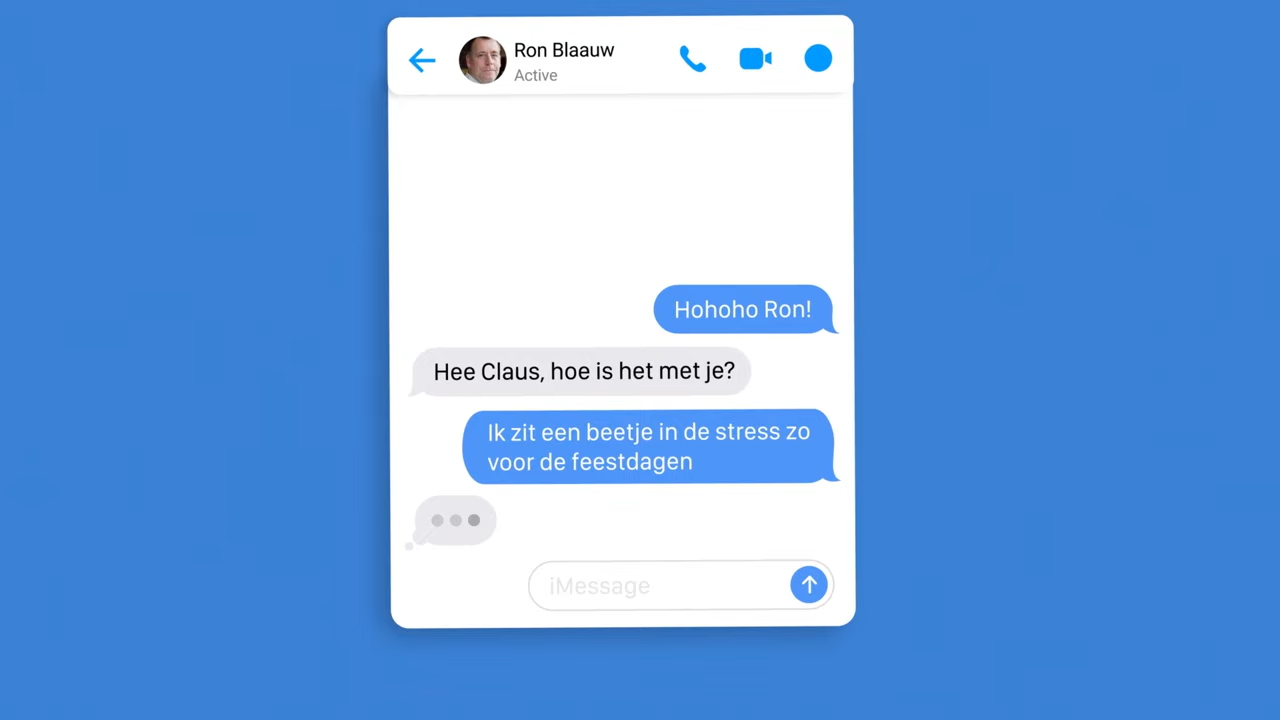 Ron Blaauw
Active
Hohoho Ron!
Hee Claus, hoe is het met je?
Ik zit een beetje in de stress zo
voor de feestdagen
iMessage